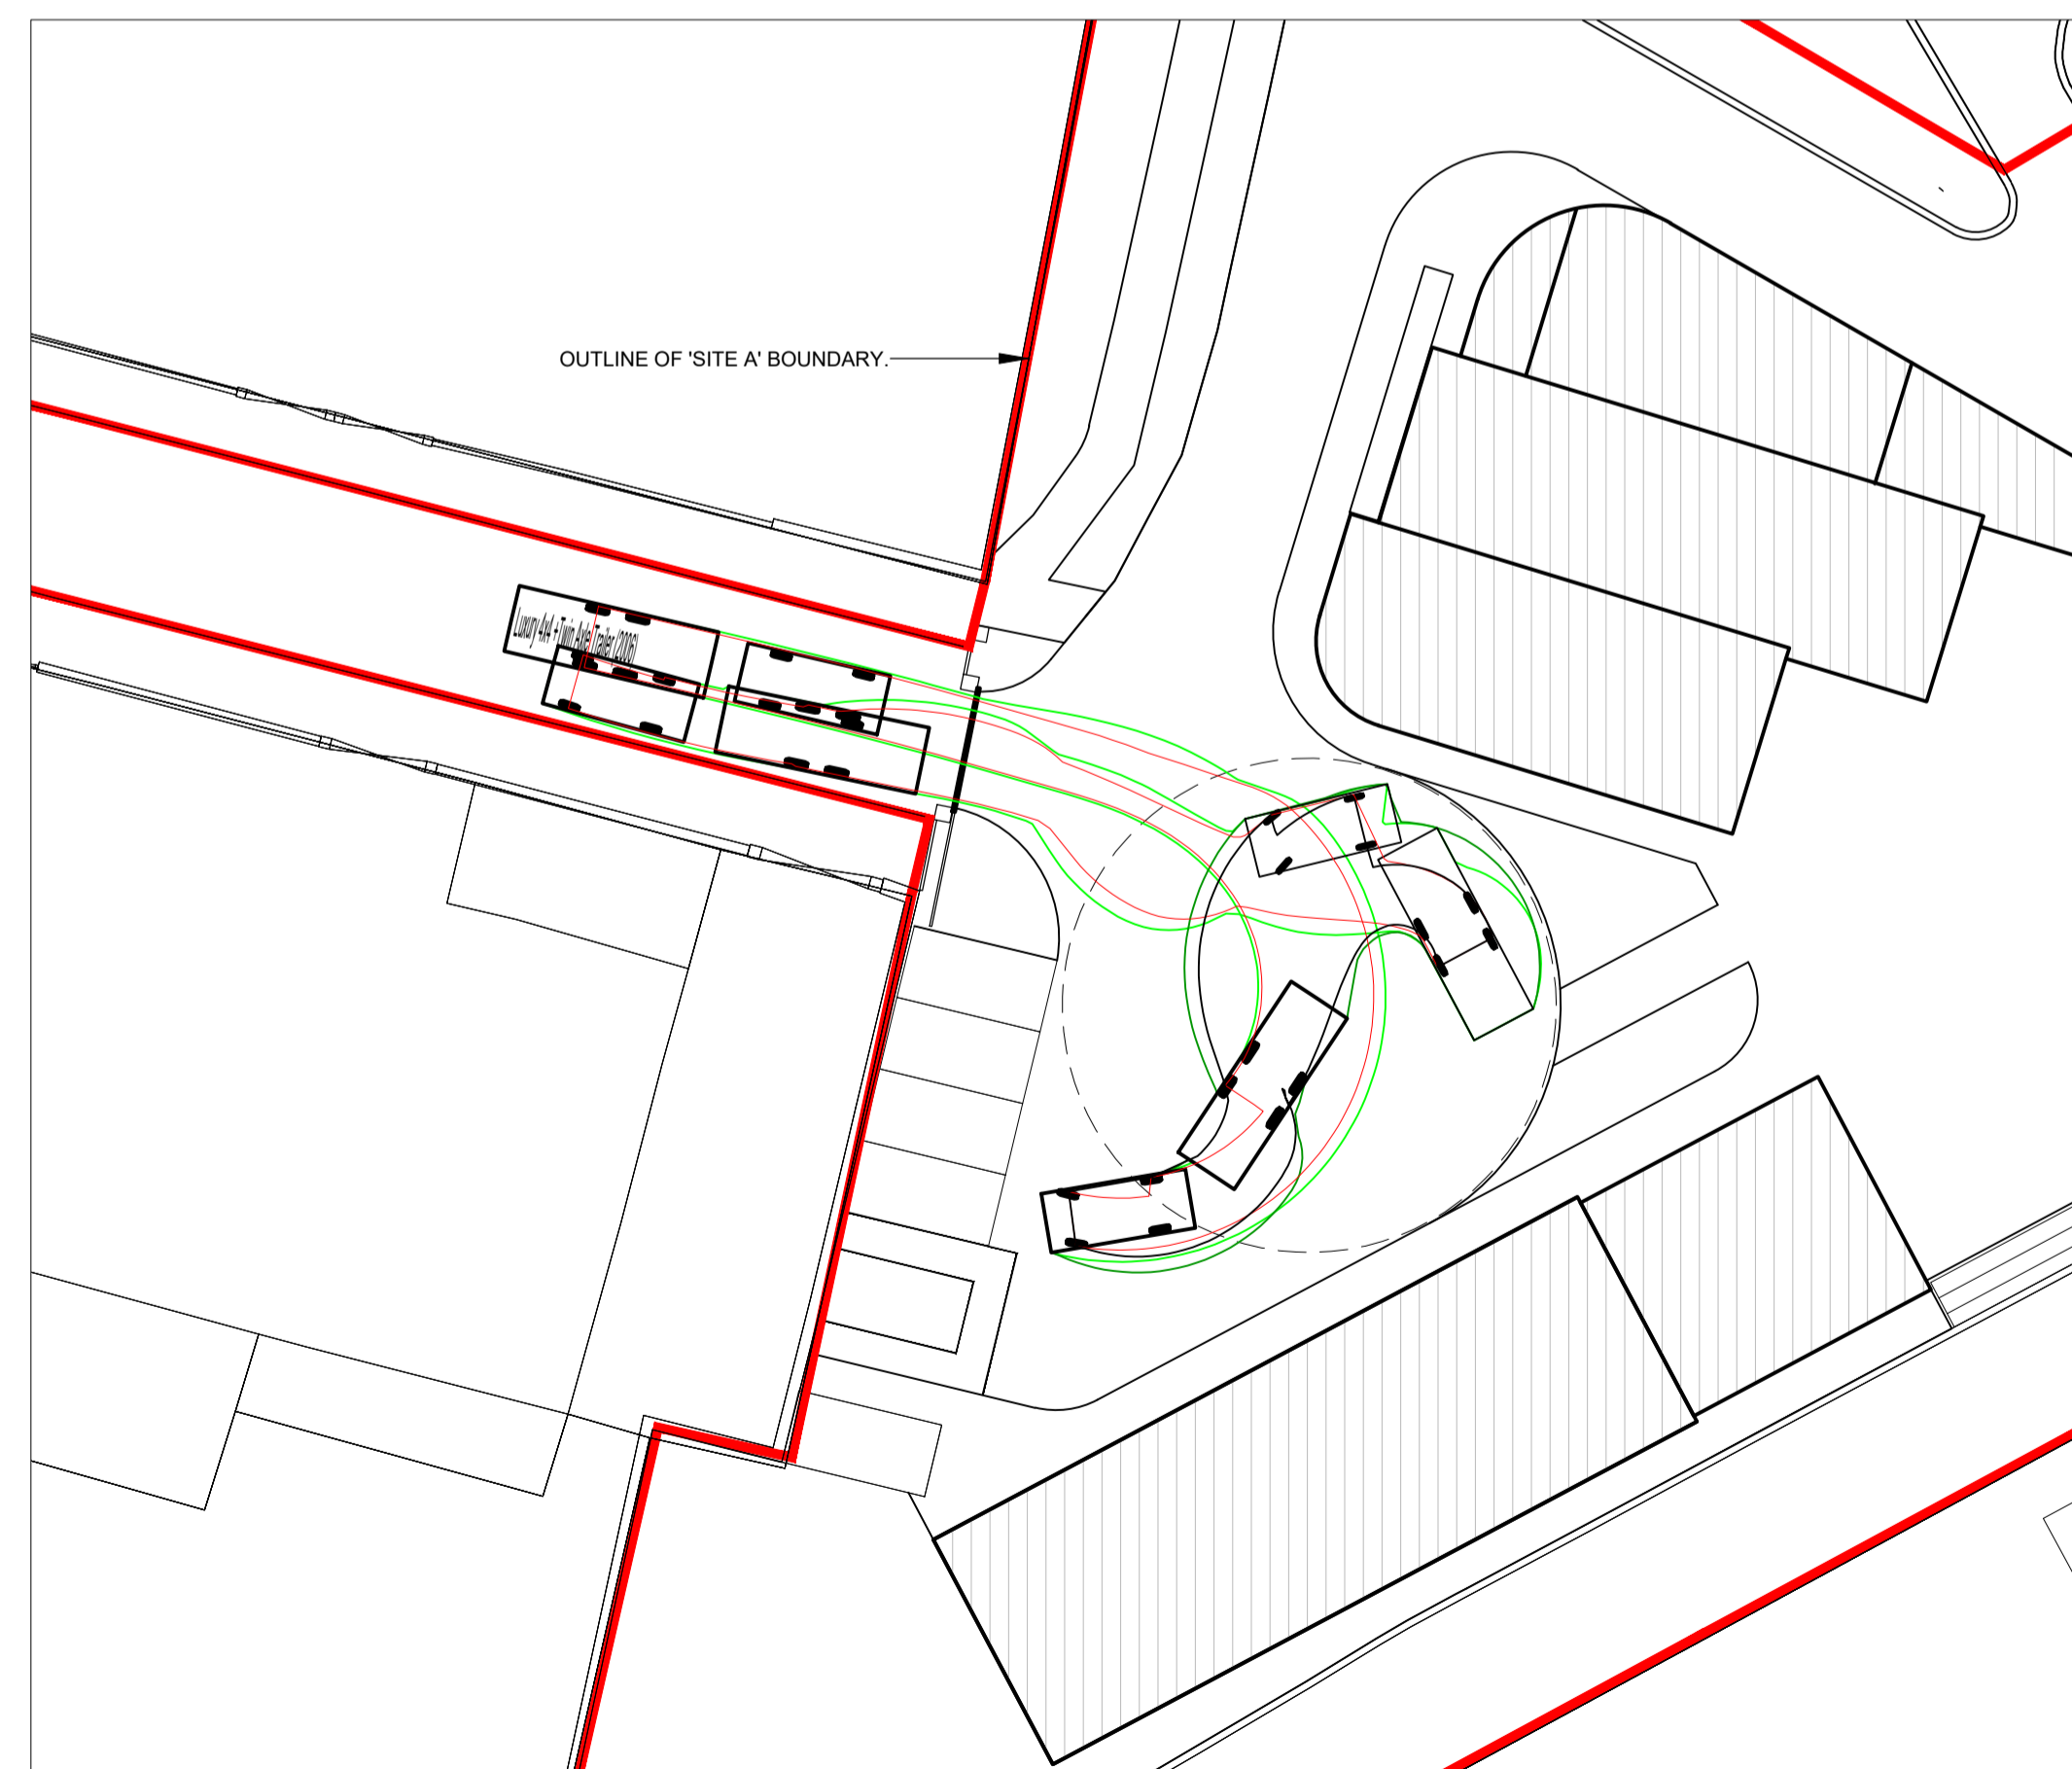 OUTLINE OF 'SITE A' BOUNDARY.
Luxury 4x4 + Twin Axle Trailer (2006)